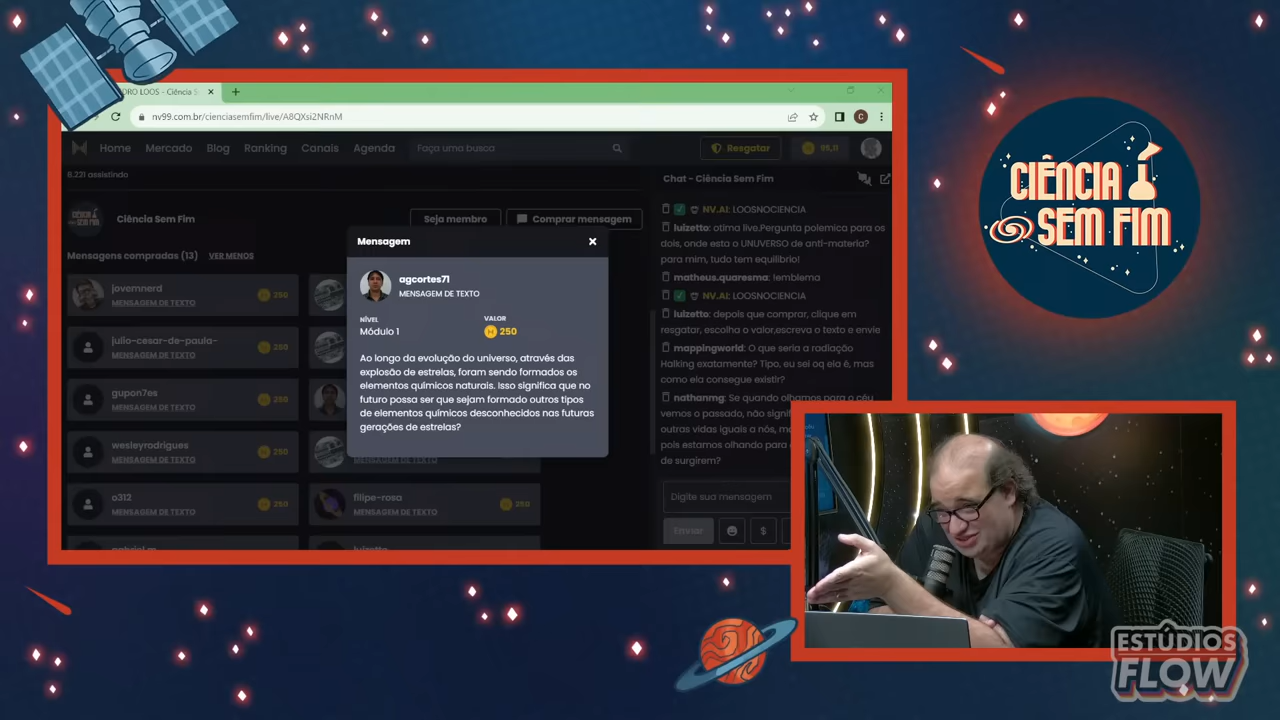 DRO LOOS - Ciência S
nv99.com.br/cienciasemfim/live/A8QXsi2NRnM
C
Home Mercado Blog Ranking Canais Agenda
Faça uma busca
Resgatar
8.221 assistindo
Ciência Sem Fim
Seja membro
Comprar mensagem
Mensagens compradas (13) VER MENOS
jovemnerd
MENSAGEM DE TEXTO
250
julio-cesar-de-paula-
MENSAGEM DE TEXTO
250
gupon7es
MENSAGEM DE TEXTO
250
wesleyrodrigues
MENSAGEM DE TEXTO
250
MENSAGEM DE TEXTO
o312
MENSAGEM DE TEXTO
250
filipe-rosa
MENSAGEM DE TEXTO
250
Mensagem
agcortes71
MENSAGEM DE TEXTO
NÍVEL
Módulo 1
VALOR
250
Ao longo da evolução do universo, através das
explosão de estrelas, foram sendo formados os
elementos químicos naturais. Isso significa que no
futuro possa ser que sejam formado outros tipos
de elementos químicos desconhecidos nas futuras
gerações de estrelas?
Chat - Ciência Sem Fim
NV.AI: LOOSNOCIENCIA
luizetto: otima live.Pergunta polemica para os
dois, onde esta o UNUVERSO de anti-materia?
para mim, tudo tem equilibrio!
matheus.quaresma: !emblema
NV.AI: LOOSNOCIENCIA
luizetto: depois que comprar, clique em
resgatar, escolha o valor,escreva o texto e envie
mappingworld: O que seria a radiação
Halking exatamente? Tipo, eu sei oq ela é, mas
como ela consegue existir?
nathanmg: Se quando olhamos para o céu
vemos o passado, não signif
outras vidas iguais a nós, m
pois estamos olhando para
de surgirem?
Digite sua mensagem
Enviar
$
CIÊNCIA
SEM FIM
ESTÚDIOS
FLOW